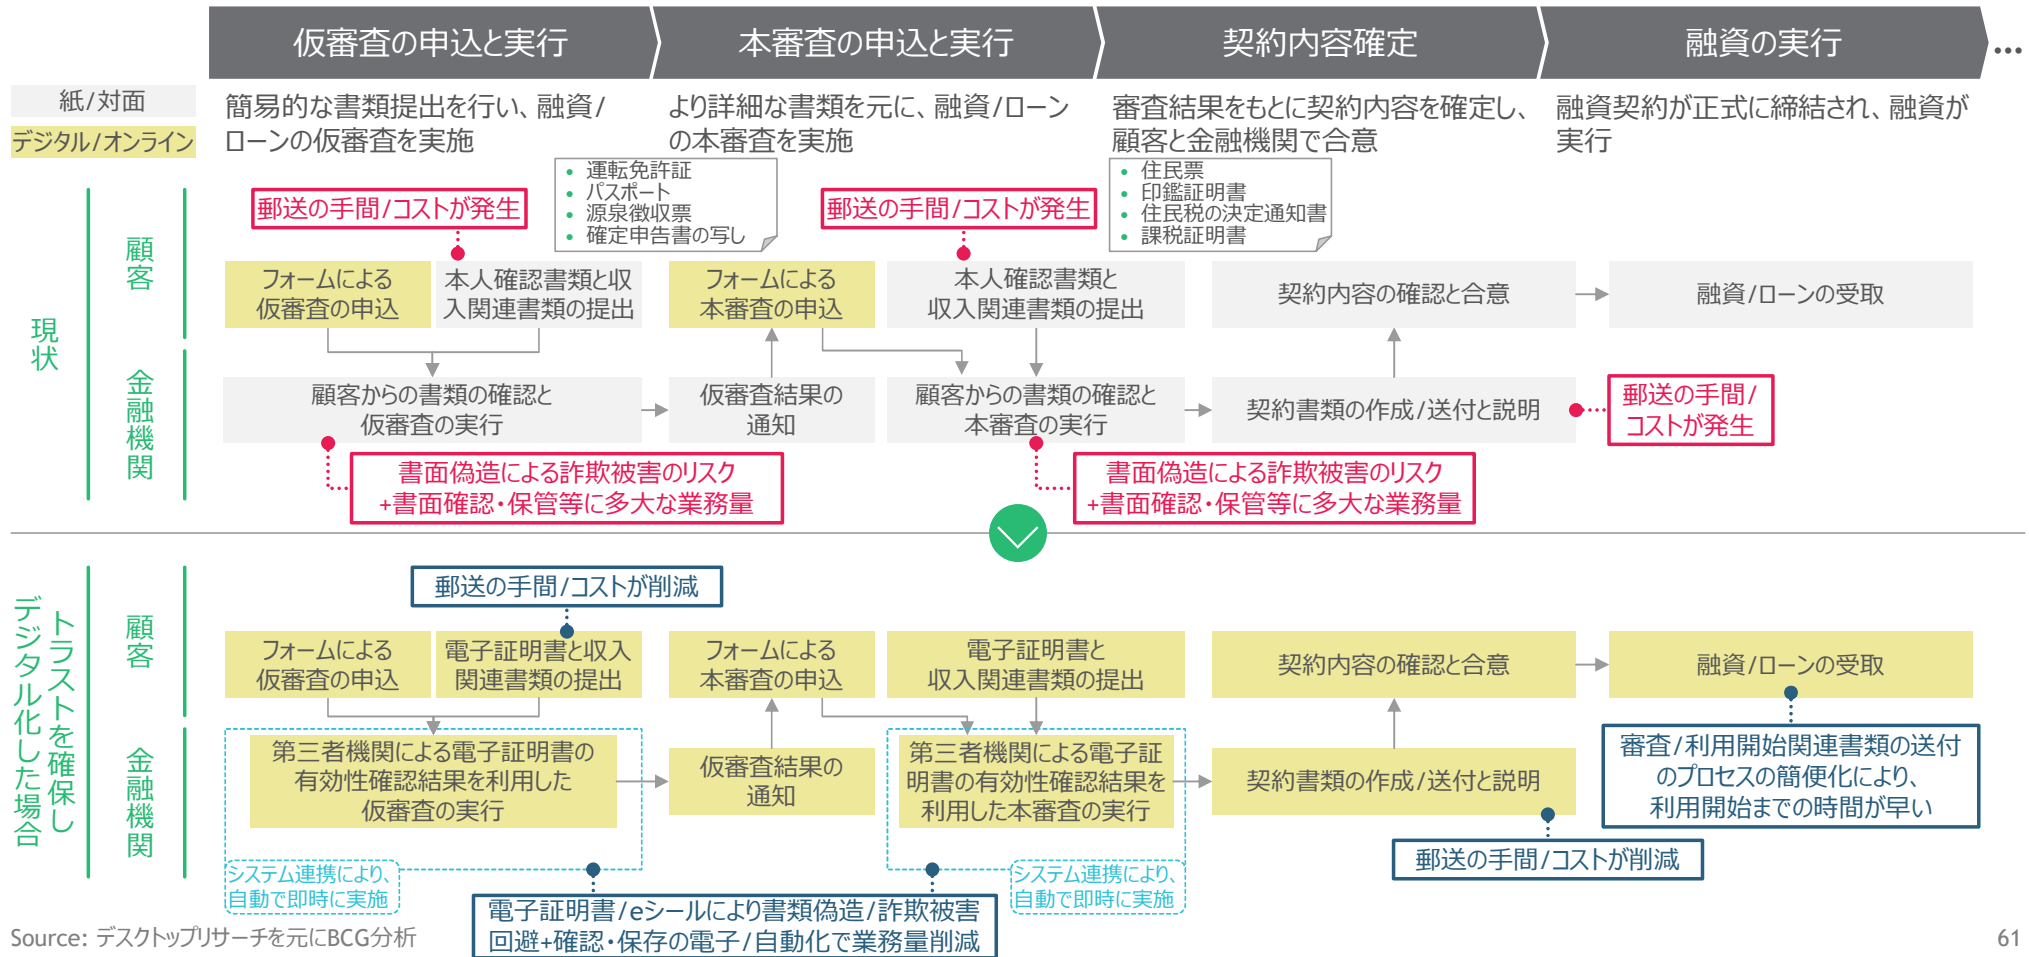 仮審査の申込と実行
本審査の申込と実行
契約内容確定
融資の実行
...
紙/対面
デジタル/オンライン
簡易的な書類提出を行い、融資/
ローンの仮審査を実施
より詳細な書類を元に、融資/ローン
の本審査を実施
審査結果をもとに契約内容を確定し、
顧客と金融機関で合意
融資契約が正式に締結され、融資が
実行
現状
顧客
金融機関
郵送の手間/コストが発生
• 運転免許証
• パスポート
• 源泉徴収票
• 確定申告書の写し
郵送の手間/コストが発生
• 住民票
• 印鑑証明書
• 住民税の決定通知書
• 課税証明書
フォームによる
仮審査の申込
本人確認書類と収
入関連書類の提出
フォームによる
本審査の申込
本人確認書類と
収入関連書類の提出
契約内容の確認と合意
融資/ローンの受取
顧客からの書類の確認と
仮審査の実行
仮審査結果の
通知
顧客からの書類の確認と
本審査の実行
契約書類の作成/送付と説明
郵送の手間/
コストが発生
書面偽造による詐欺被害のリスク
+書面確認・保管等に多大な業務量
書面偽造による詐欺被害のリスク
+書面確認・保管等に多大な業務量
トラストを確保し
デジタル化した場合
顧客
金融機関
郵送の手間/コストが削減
フォームによる
仮審査の申込
電子証明書と収入
関連書類の提出
フォームによる
本審査の申込
電子証明書と
収入関連書類の提出
契約内容の確認と合意
融資/ローンの受取
第三者機関による電子証明書の
有効性確認結果を利用した
仮審査の実行
仮審査結果の
通知
第三者機関による電子証
明書の有効性確認結果を
利用した本審査の実行
契約書類の作成/送付と説明
審査/利用開始関連書類の送付
のプロセスの簡便化により、
利用開始までの時間が早い
郵送の手間/コストが削減
システム連携により、
自動で即時に実施
システム連携により、
自動で即時に実施
電子証明書/eシールにより書類偽造/詐欺被害
回避+確認・保存の電子/自動化で業務量削減
Source: デスクトップリサーチを元にBCG分析
61